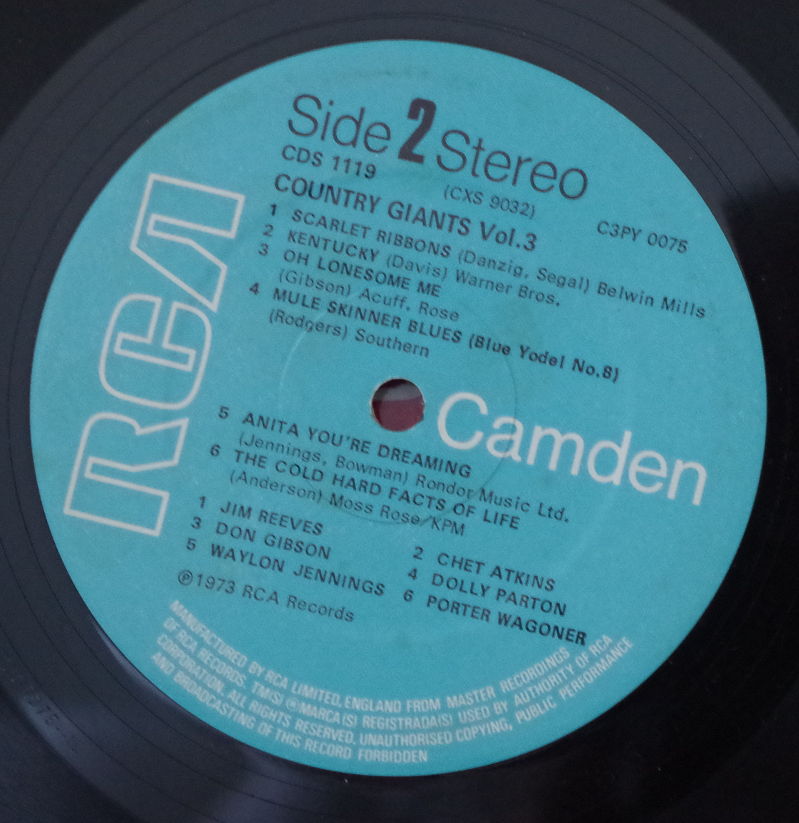 Side 2 Stereo
CDS 1119
(CXS 9032)
C3PY 0075
COUNTRY GIANTS Vol.3
1 SCARLET RIBBONS (Danzig, Segal) Belwin Mills
2 KENTUCKY (Davis) Warner Bros.
3 OH LONESOME ME
(Gibson) Acuff, Rose
4 MULE SKINNER BLUES (Blue Yodel No.8)
(Rodgers) Southern
RCA
Camden
5 ANITA YOU'RE DREAMING
(Jennings, Bowman) Rondor Music Ltd.
6 THE COLD HARD FACTS OF LIFE
(Anderson) Moss Rose/KPM
1 JIM REEVES
2 CHET ATKINS
3 DON GIBSON
4 DOLLY PARTON
5 WAYLON JENNINGS
6 PORTER WAGONER
℗1973 RCA Records
MANUFACTURED BY RCA LIMITED, ENGLAND FROM MASTER RECORDINGS
OF RCA RECORDS: TM(S) ® MARCA(S) REGISTRADA(S) USED BY AUTHORITY OF RCA
CORPORATION. ALL RIGHTS RESERVED. UNAUTHORISED COPYING, PUBLIC PERFORMANCE
AND BROADCASTING OF THIS RECORD FORBIDDEN